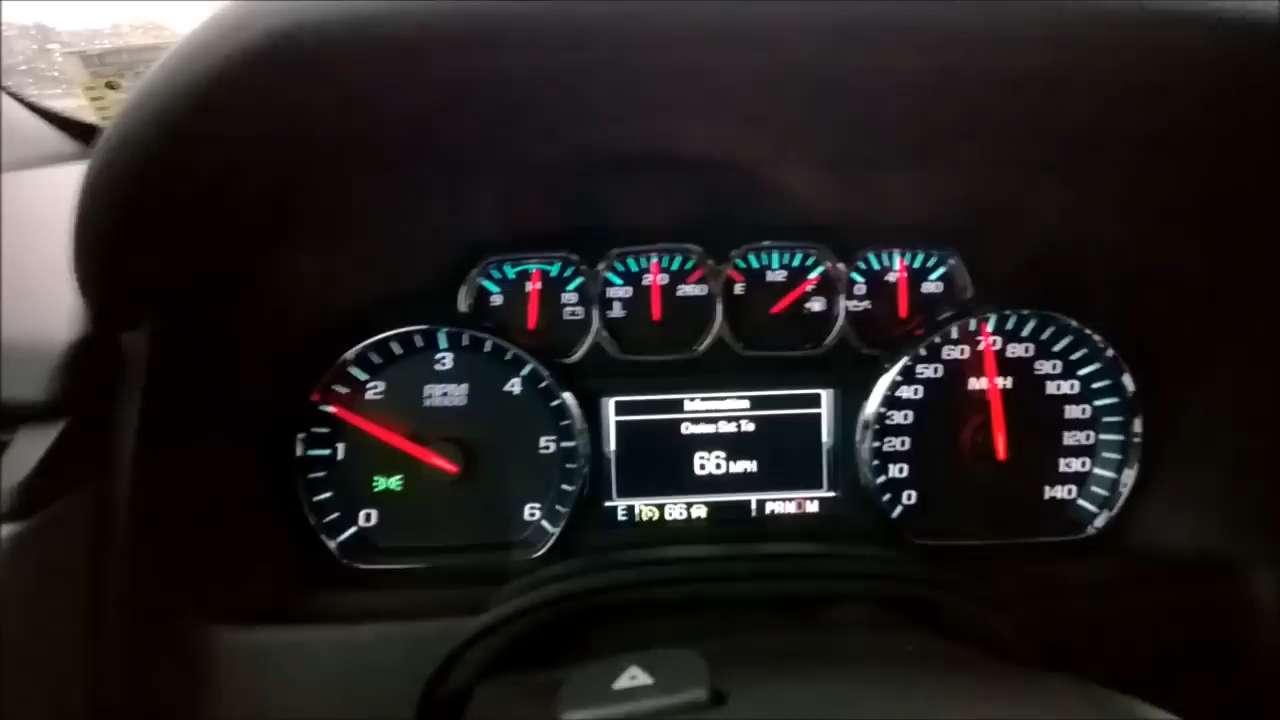 9 14 19
160 210 260
E 1/2 F
0 40 80
0 1 2 3 4 5 6
RPM
x1000
Information
Cruise Set To
66 MPH
E 66 PRNDM
0 10 20 30 40 50 60 70 80 90 100 110 120 130 140
MPH